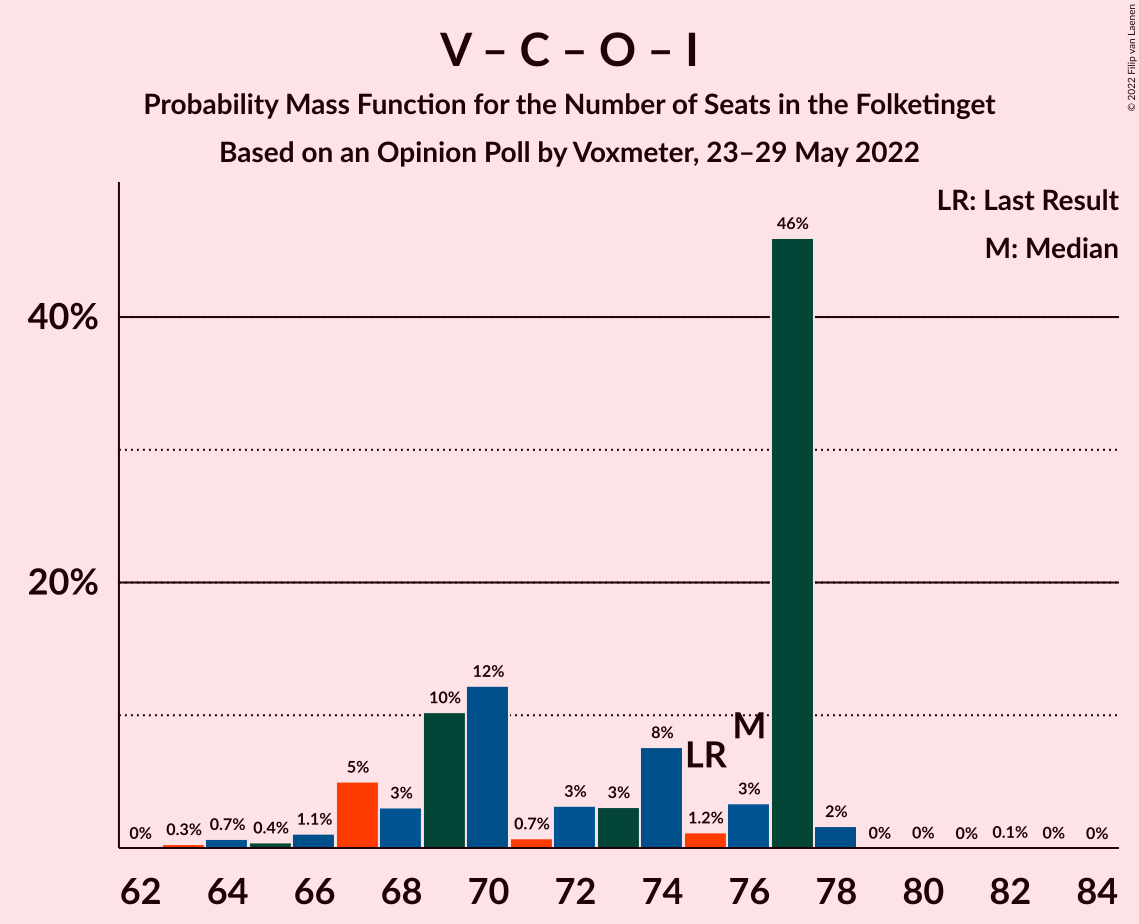 V – C – O – I
Probability Mass Function for the Number of Seats in the Folketinget
Based on an Opinion Poll by Voxmeter, 23–29 May 2022
© 2022 Filip van Laenen
LR: Last Result
M: Median
46%
40%
20%
12%
10%
M
8%
LR
5%
3%
3%
3%
3%
2%
0%
0.3%
0.7%
0.4%
1.1%
0.7%
1.2%
0%
0%
0%
0.1%
0%
0%
62 64 66 68 70 72 74 76 78 80 82 84